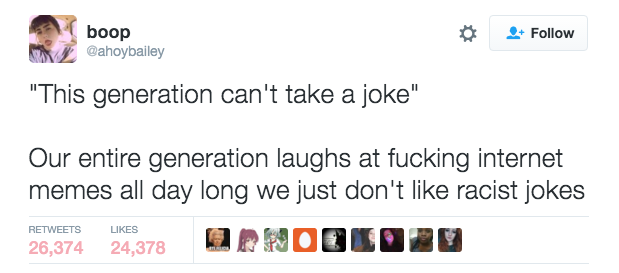 boop
@ahoybailey
Follow
"This generation can't take a joke"
Our entire generation laughs at fucking internet
memes all day long we just don't like racist jokes
RETWEETS
26,374
LIKES
24,378